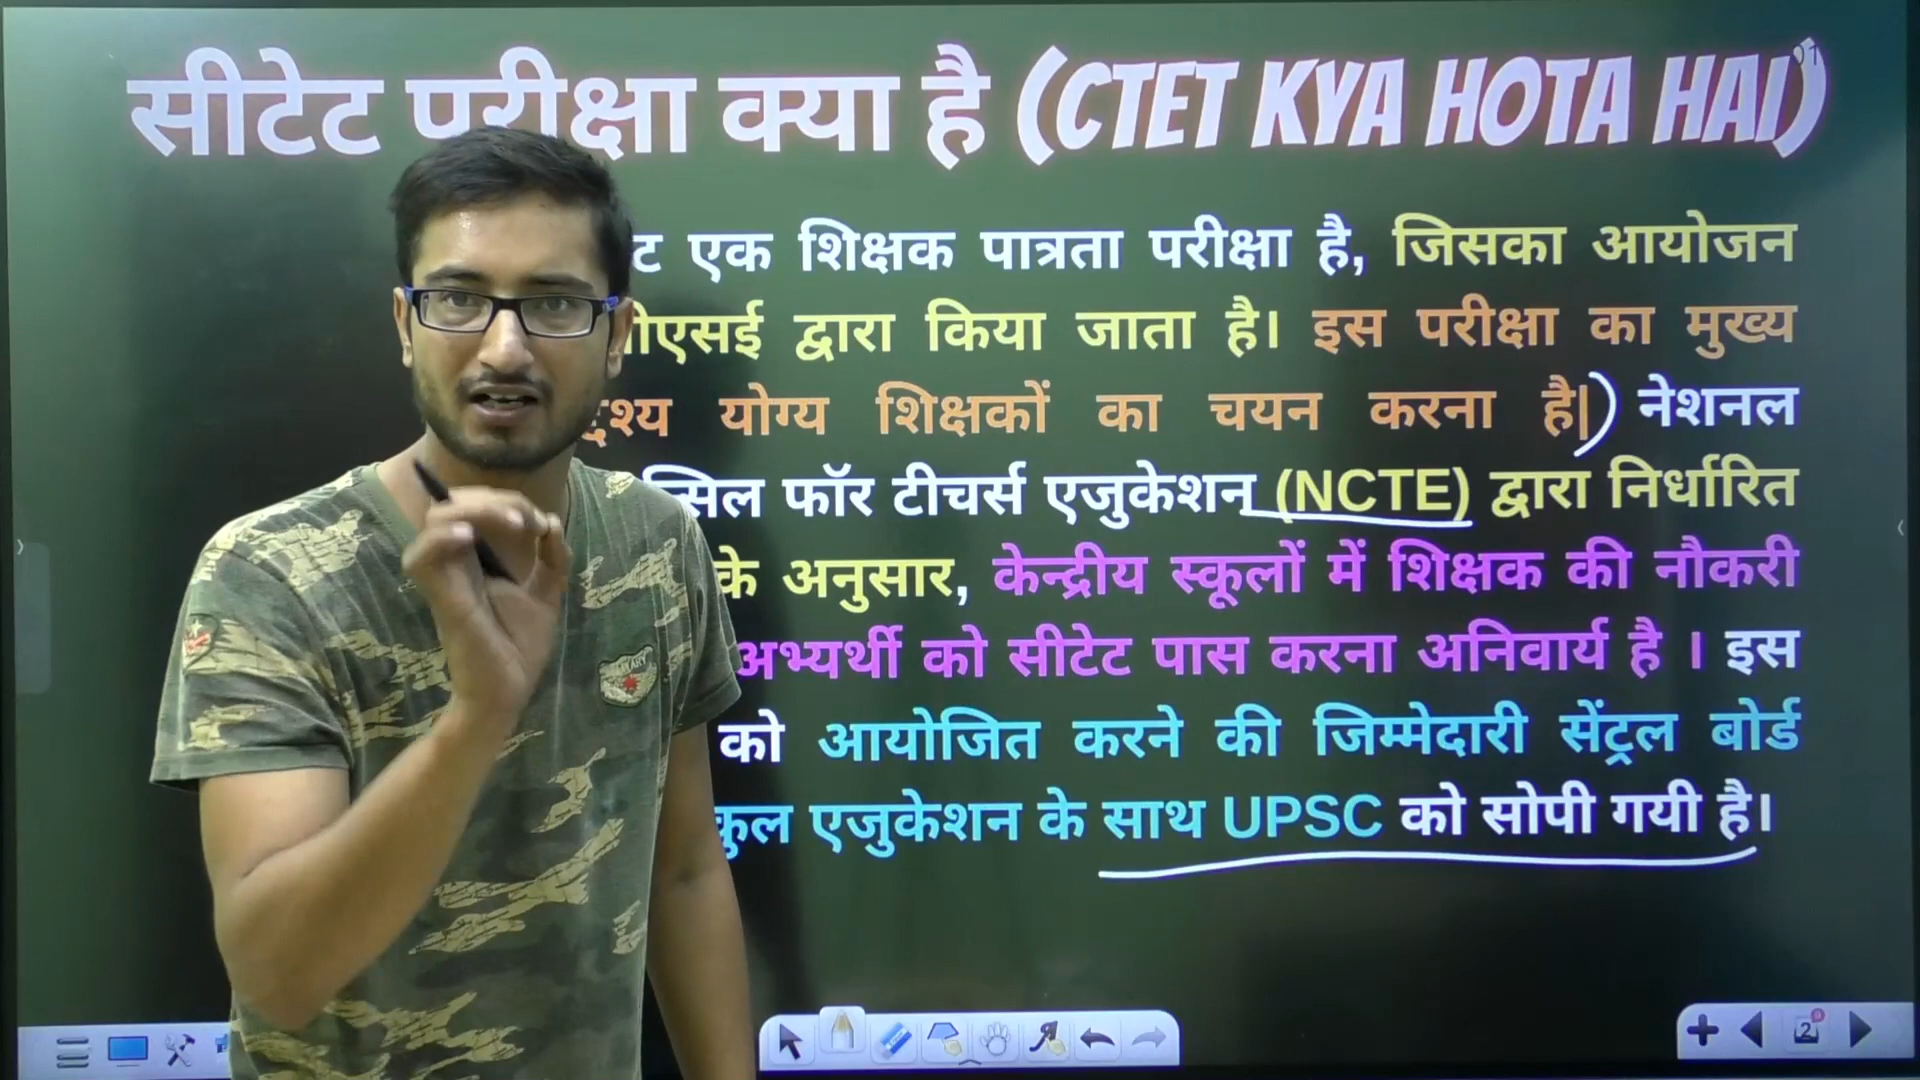 सीटेट परीक्षा क्या है (CTET KYA HOTA HAI)
एक शिक्षक पात्रता परीक्षा है, जिसका आयोजन
द्वारा किया जाता है। इस परीक्षा का मुख्य
योग्य शिक्षकों का चयन करना है| नेशनल
फॉर टीचर्स एजुकेशन (NCTE) द्वारा निर्धारित
के अनुसार, केन्द्रीय स्कूलों में शिक्षक की नौकरी
अभ्यर्थी को सीटेट पास करना अनिवार्य है । इस
को आयोजित करने की जिम्मेदारी सेंट्रल बोर्ड
एजुकेशन के साथ UPSC को सोपी गयी है।
2